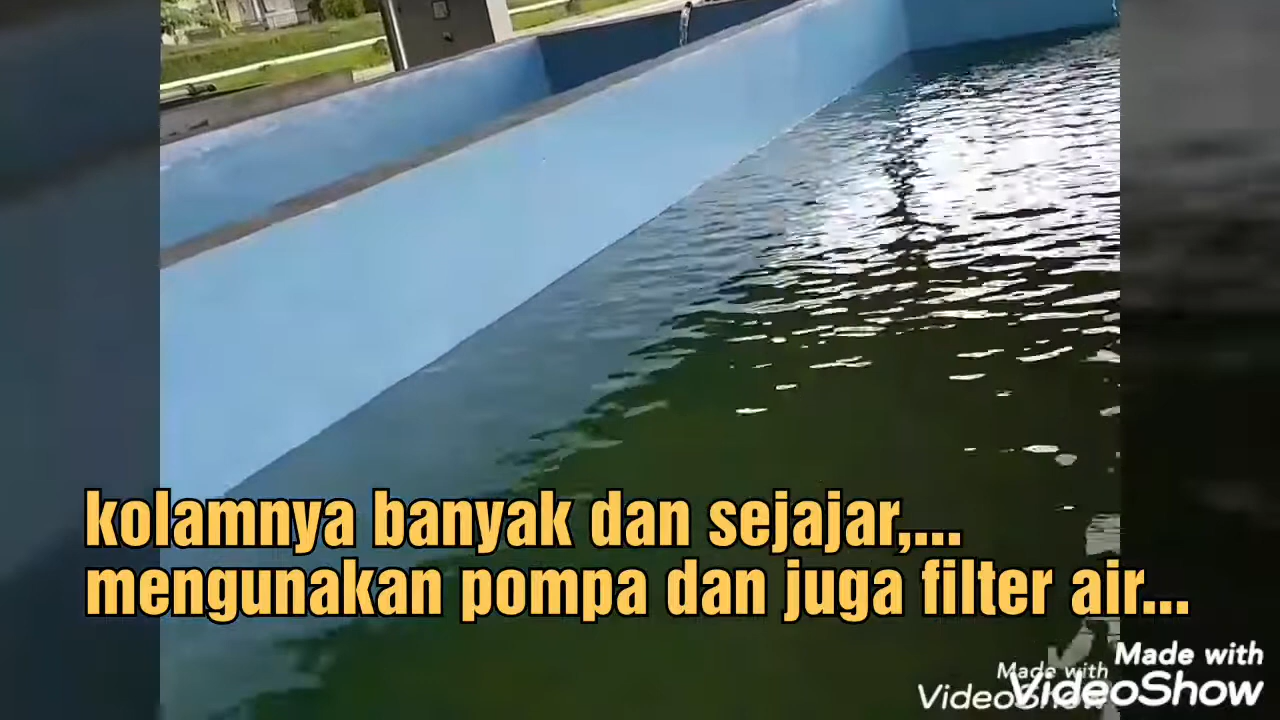 kolamnya banyak dan sejajar,...
mengunakan pompa dan juga filter air...
Made with
VideoShow
Made with
VideoShow